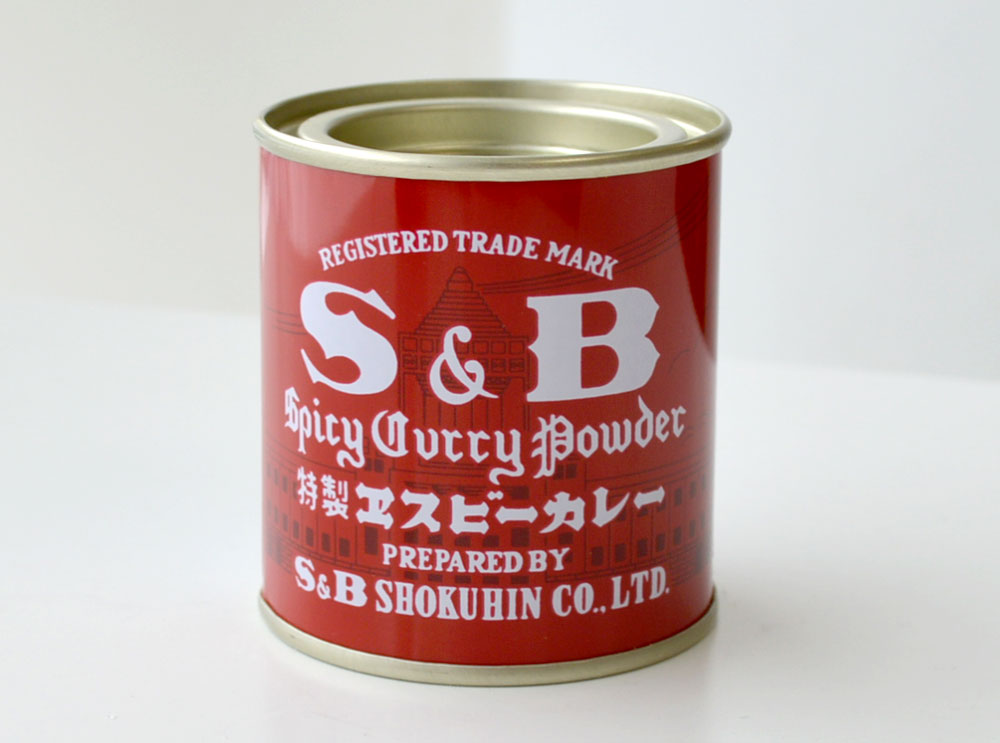 REGISTERED TRADE MARK
S & B
Spicy Curry Powder
特製 ヱスビーカレー
PREPARED BY
S&B SHOKUHIN CO., LTD.